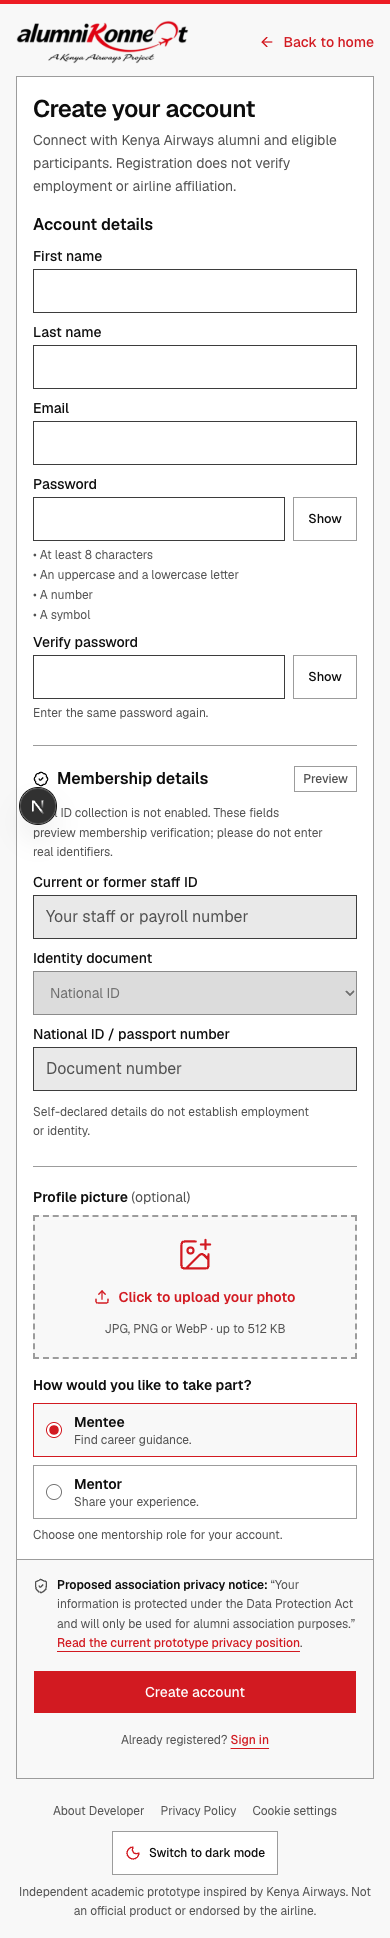 alumniKonnect
A Kenya Airways Project
Back to home
Create your account
Connect with Kenya Airways alumni and eligible
participants. Registration does not verify
employment or airline affiliation.
Account details
First name
Last name
Email
Password
Show
• At least 8 characters
• An uppercase and a lowercase letter
• A number
• A symbol
Verify password
Show
Enter the same password again.
Membership details
Preview
N
ID collection is not enabled. These fields
preview membership verification; please do not enter
real identifiers.
Current or former staff ID
Your staff or payroll number
Identity document
National ID
National ID / passport number
Document number
Self-declared details do not establish employment
or identity.
Profile picture (optional)
Click to upload your photo
JPG, PNG or WebP · up to 512 KB
How would you like to take part?
Mentee
Find career guidance.
Mentor
Share your experience.
Choose one mentorship role for your account.
Proposed association privacy notice: “Your
information is protected under the Data Protection Act
and will only be used for alumni association purposes.”
Read the current prototype privacy position.
Create account
Already registered? Sign in
About Developer Privacy Policy Cookie settings
Switch to dark mode
Independent academic prototype inspired by Kenya Airways. Not
an official product or endorsed by the airline.